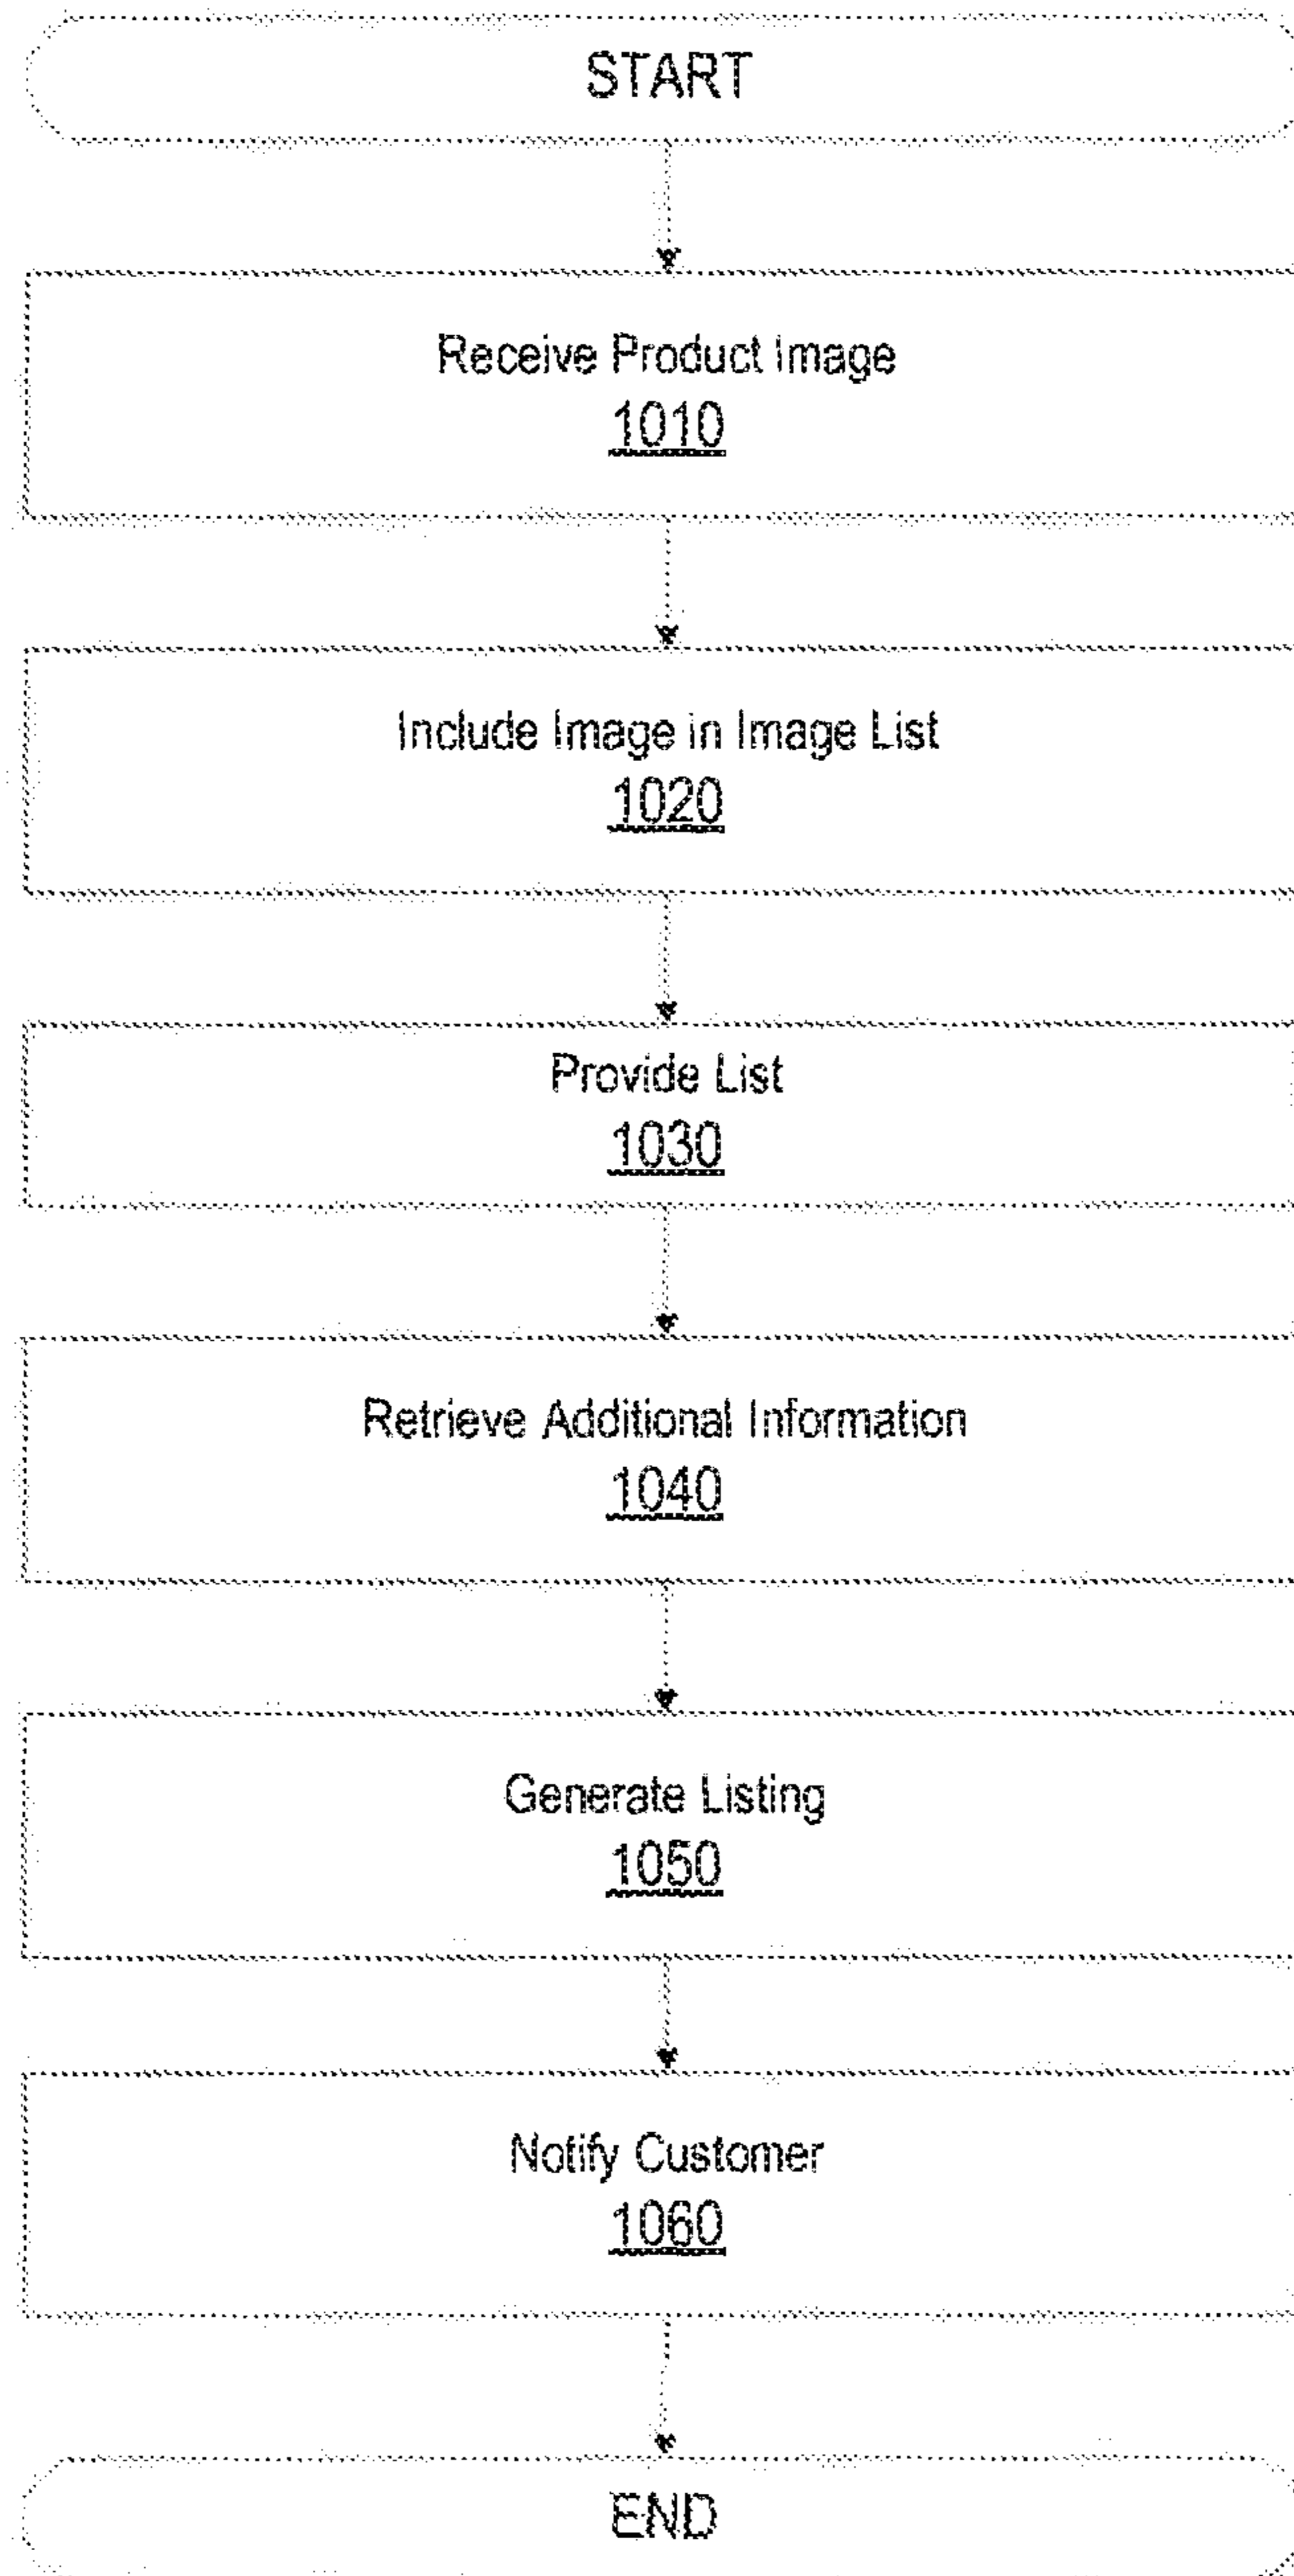 START
Receive Product Image
1010
Include Image in Image List
1020
Provide List
1030
Retrieve Additional Information
1040
Generate Listing
1050
Notify Customer
1060
END